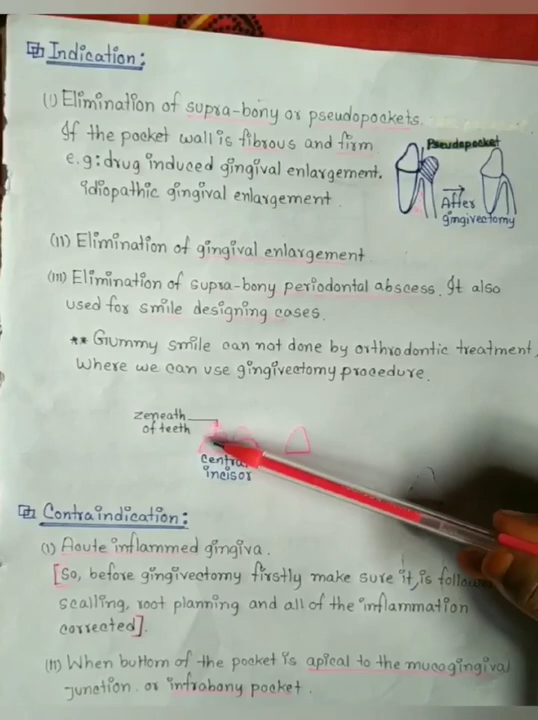 Indication:
(i) Elimination of supra-bony or pseudopockets.
If the pocket wall is fibrous and firm
e.g: drug induced gingival enlargement.
idiopathic gingival enlargement.
Pseudopocket
After
gingivectomy
(II) Elimination of gingival enlargement.
(III) Elimination of supra-bony periodontal abscess. It also
used for smile designing cases.
** Gummy smile can not done by orthodontic treatment,
Where we can use gingivectomy procedure.
Zeneath
of teeth
incisor
Contraindication:
(i) Acute inflammed gingiva.
[So, before gingivectomy firstly make sure it, is
scalling, root planning and all of the inflammation
corrected].
(II) When buttom of the pocket is apical to the mucogingival
junction. or infrabony pocket.